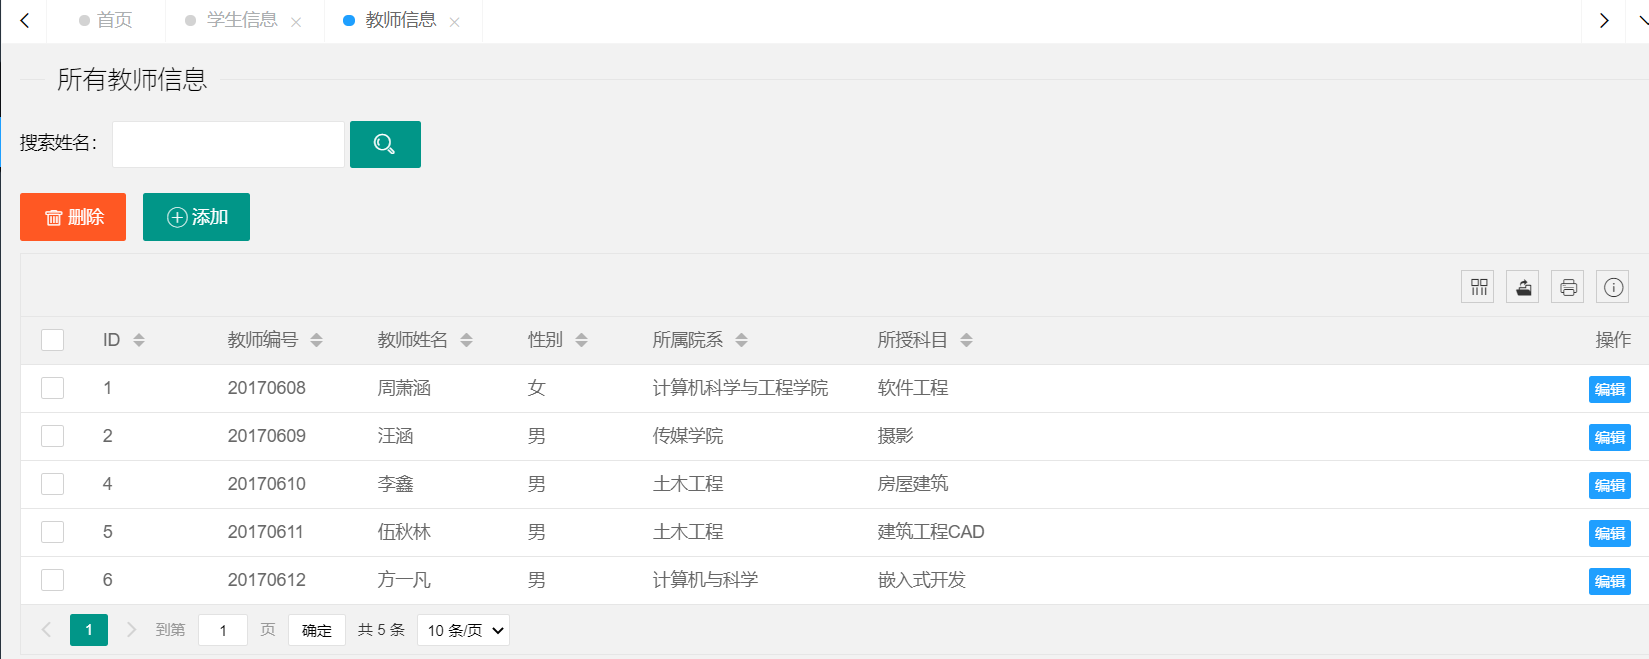 首页 学生信息 教师信息
所有教师信息
搜索姓名：
删除 添加
ID 教师编号 教师姓名 性别 所属院系 所授科目 操作
1 20170608 周萧涵 女 计算机科学与工程学院 软件工程 编辑
2 20170609 汪涵 男 传媒学院 摄影 编辑
4 20170610 李鑫 男 土木工程 房屋建筑 编辑
5 20170611 伍秋林 男 土木工程 建筑工程CAD 编辑
6 20170612 方一凡 男 计算机与科学 嵌入式开发 编辑
1 到第 1 页 确定 共 5 条 10 条/页